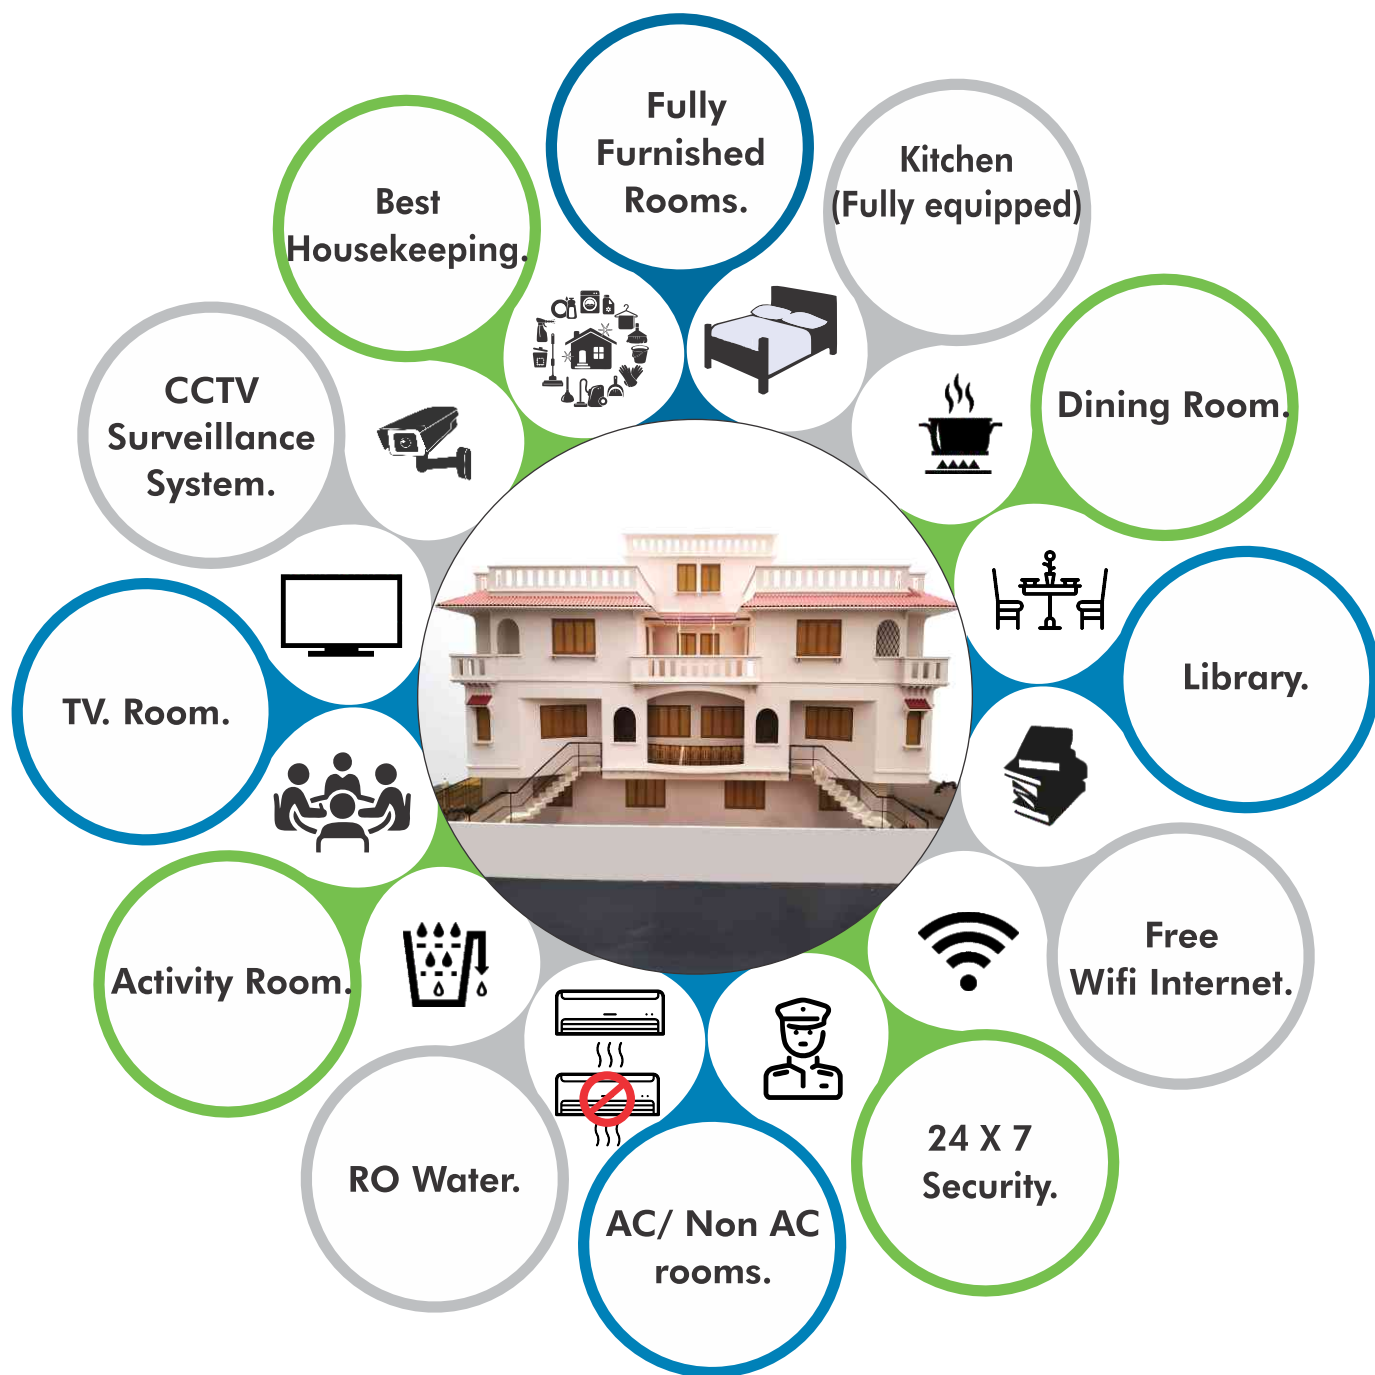 Fully
Furnished
Rooms.
Kitchen
(Fully equipped)
Dining Room.
Library.
Free
Wifi Internet.
24 X 7
Security.
AC/ Non AC
rooms.
RO Water.
Activity Room.
TV. Room.
CCTV
Surveillance
System.
Best
Housekeeping.